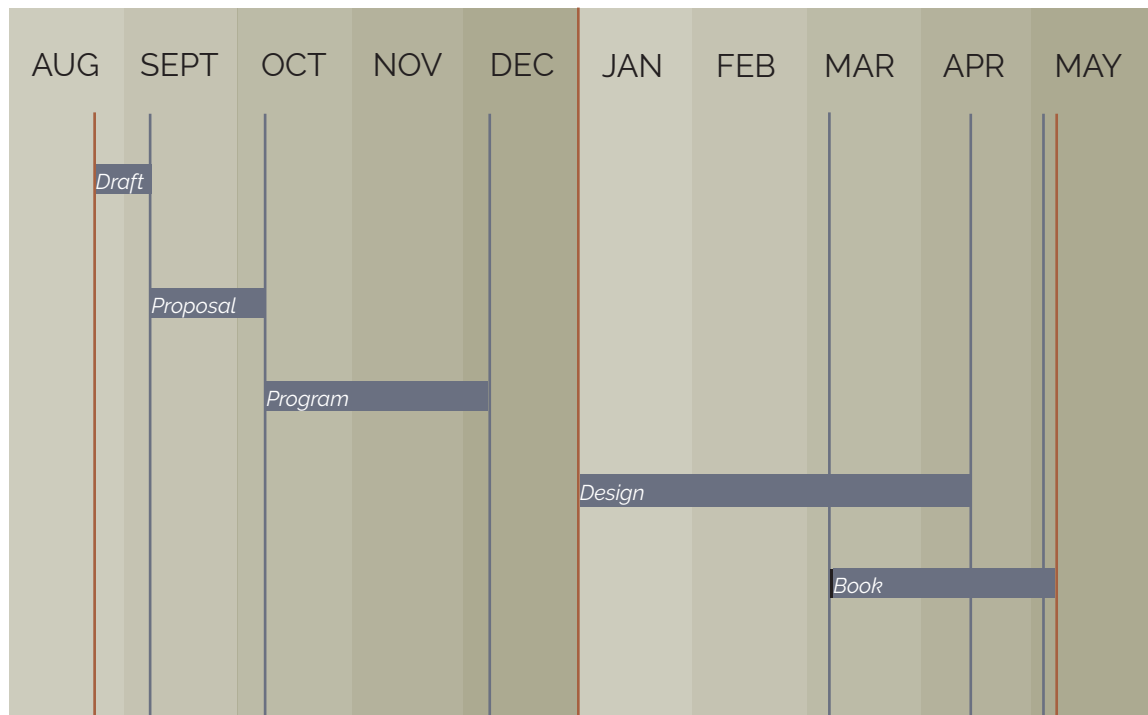 AUG SEPT OCT NOV DEC JAN FEB MAR APR MAY
Draft
Proposal
Program
Design
Book